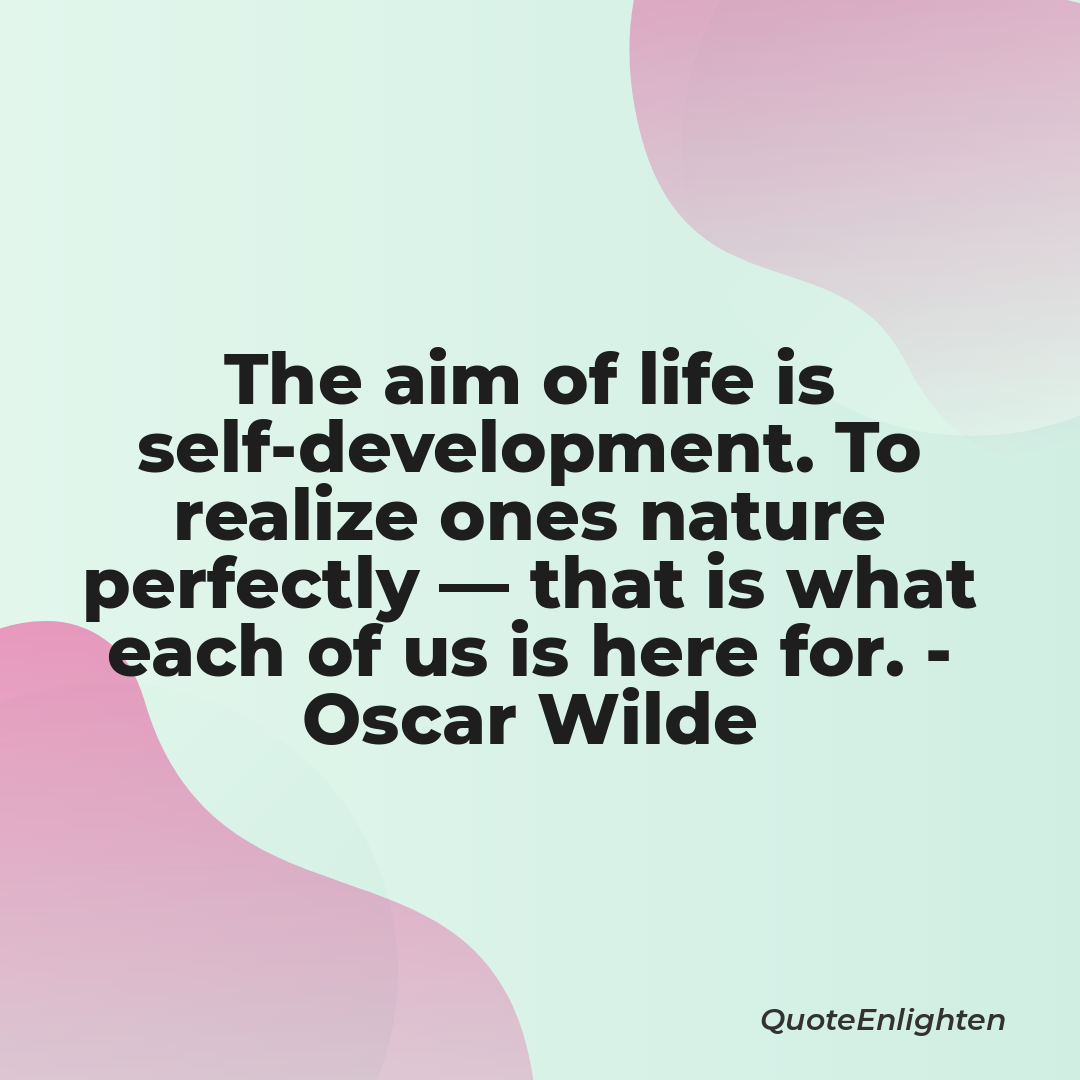 The aim of life is
self-development. To
realize ones nature
perfectly — that is what
each of us is here for. -
Oscar Wilde
QuoteEnlighten